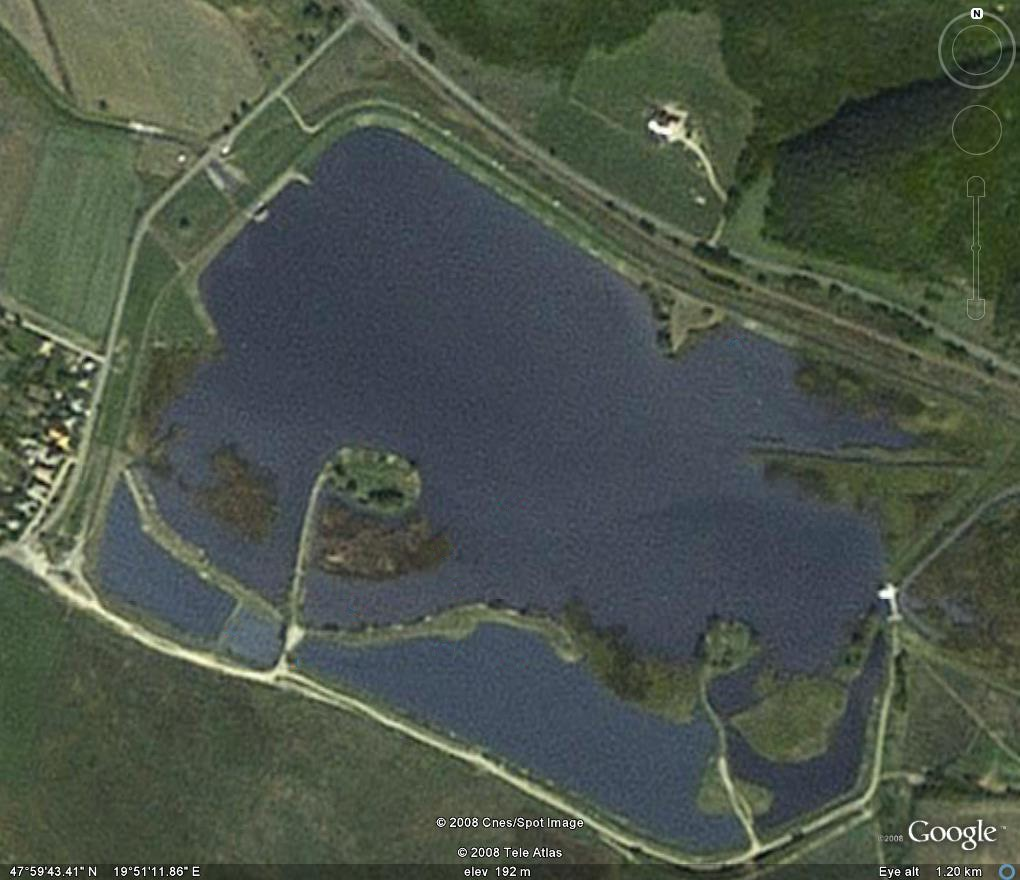 N
© 2008 Cnes/Spot Image
©2008 Google™
© 2008 Tele Atlas
47°59'43.41" N 19°51'11.86" E elev 192 m Eye alt 1.20 km